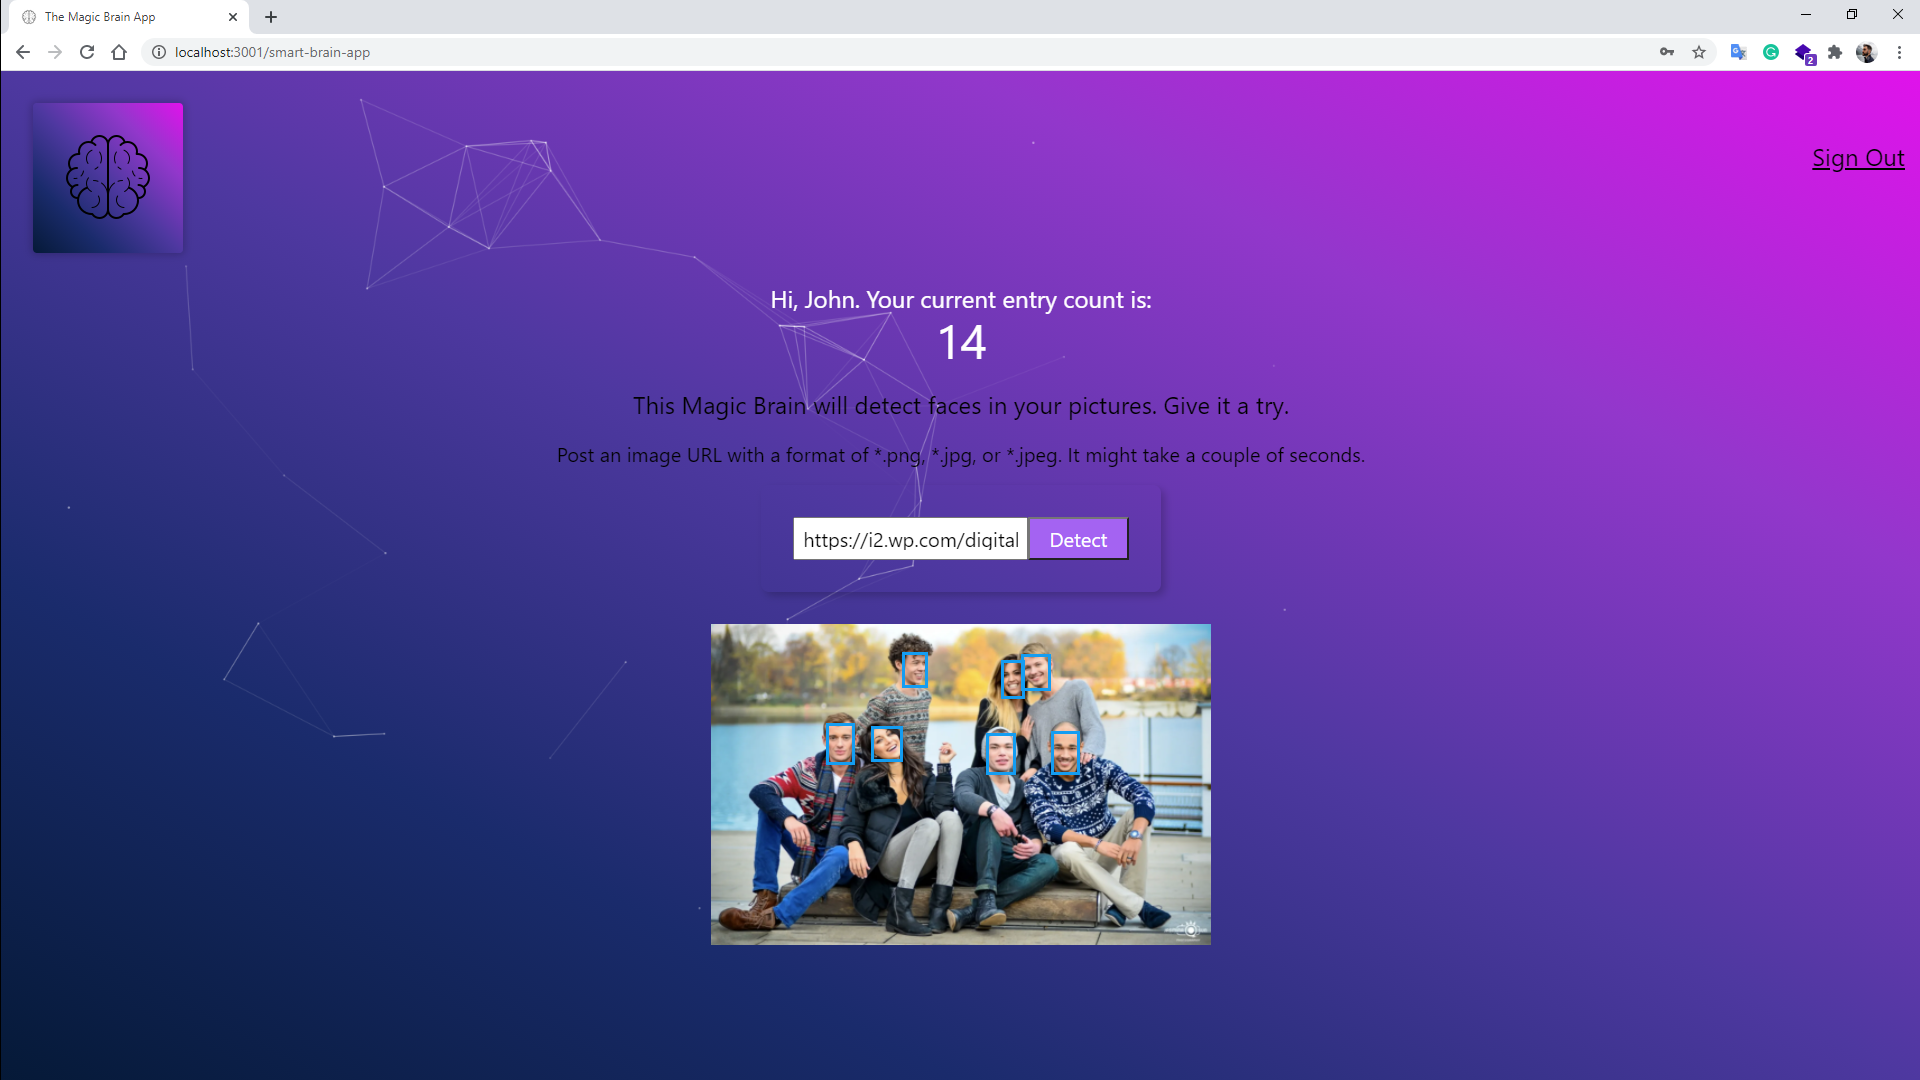 The Magic Brain App
localhost:3001/smart-brain-app
2
Sign Out
Hi, John. Your current entry count is:
14
This Magic Brain will detect faces in your pictures. Give it a try.
Post an image URL with a format of *.png, *.jpg, or *.jpeg. It might take a couple of seconds.
https://i2.wp.com/digital
Detect